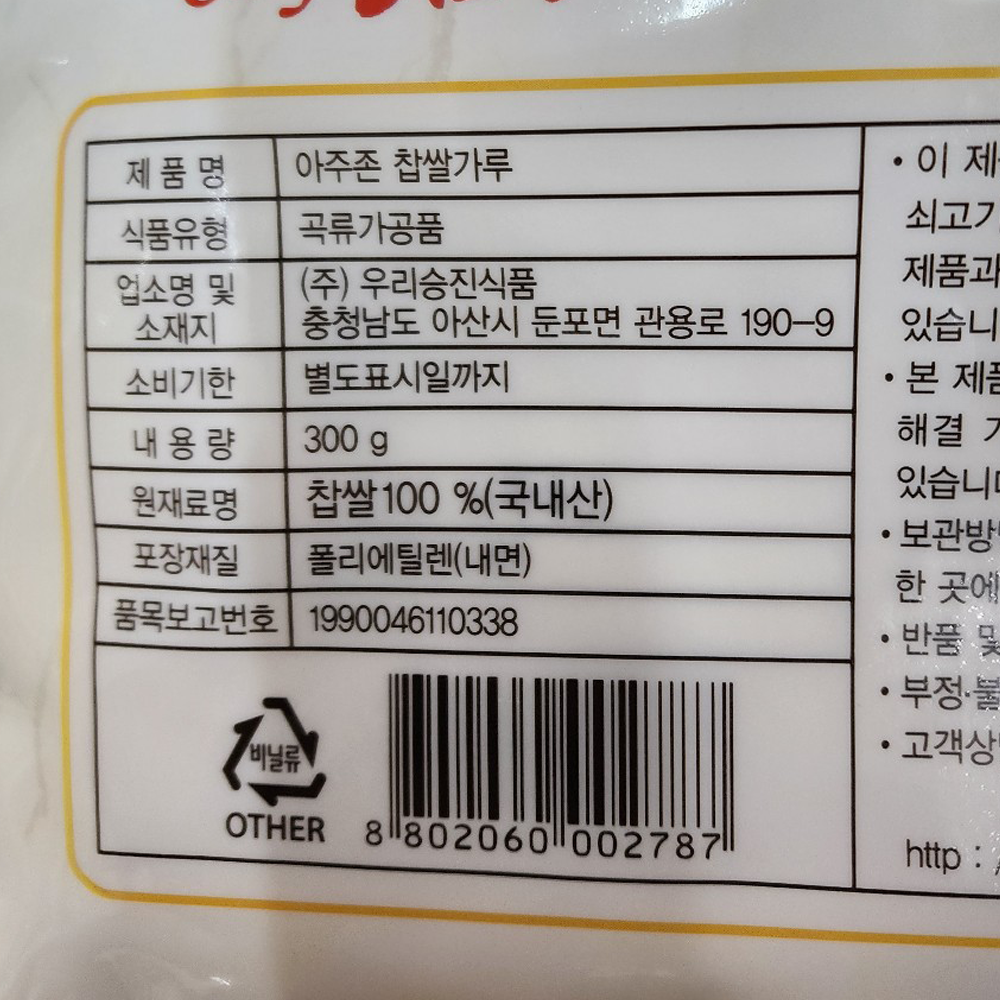 제 품 명 아주존 찹쌀가루
식품유형 곡류가공품
업소명 및 소재지 (주) 우리승진식품
충청남도 아산시 둔포면 관용로 190-9
소비기한 별도표시일까지
내 용 량 300 g
원재료명 찹쌀100 %(국내산)
포장재질 폴리에틸렌(내면)
품목보고번호 1990046110338
비닐류
OTHER
8 802060 002787
• 이
쇠고기
제품과
있습니
• 본 제품
해결
있습니
• 보관방
한 곳에
• 반품 및
• 부정·불
• 고객상
http :